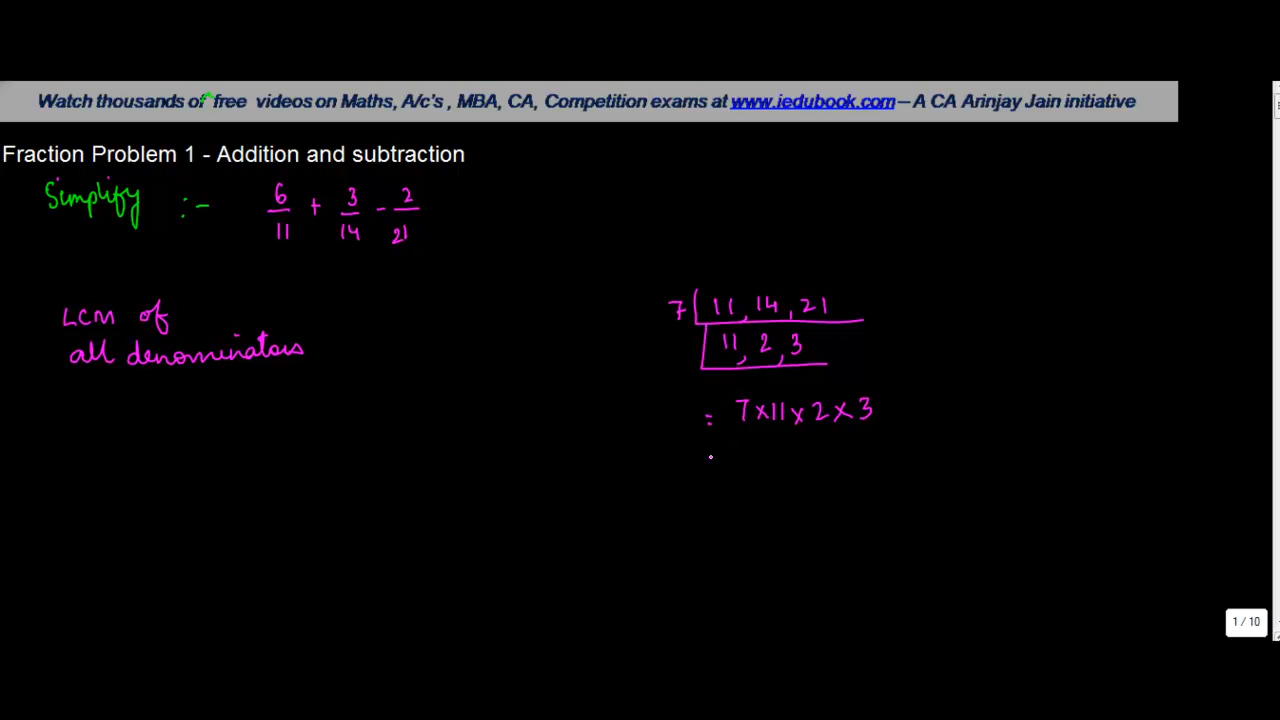 Watch thousands of free videos on Maths, A/c's , MBA, CA, Competition exams at www.iedubook.com – A CA Arinjay Jain initiative
Fraction Problem 1 - Addition and subtraction
Simplify :- 6/11 + 3/14 - 2/21
LCM of
all denominators
7 | 11, 14, 21
11, 2, 3
= 7×11×2×3
1 / 10